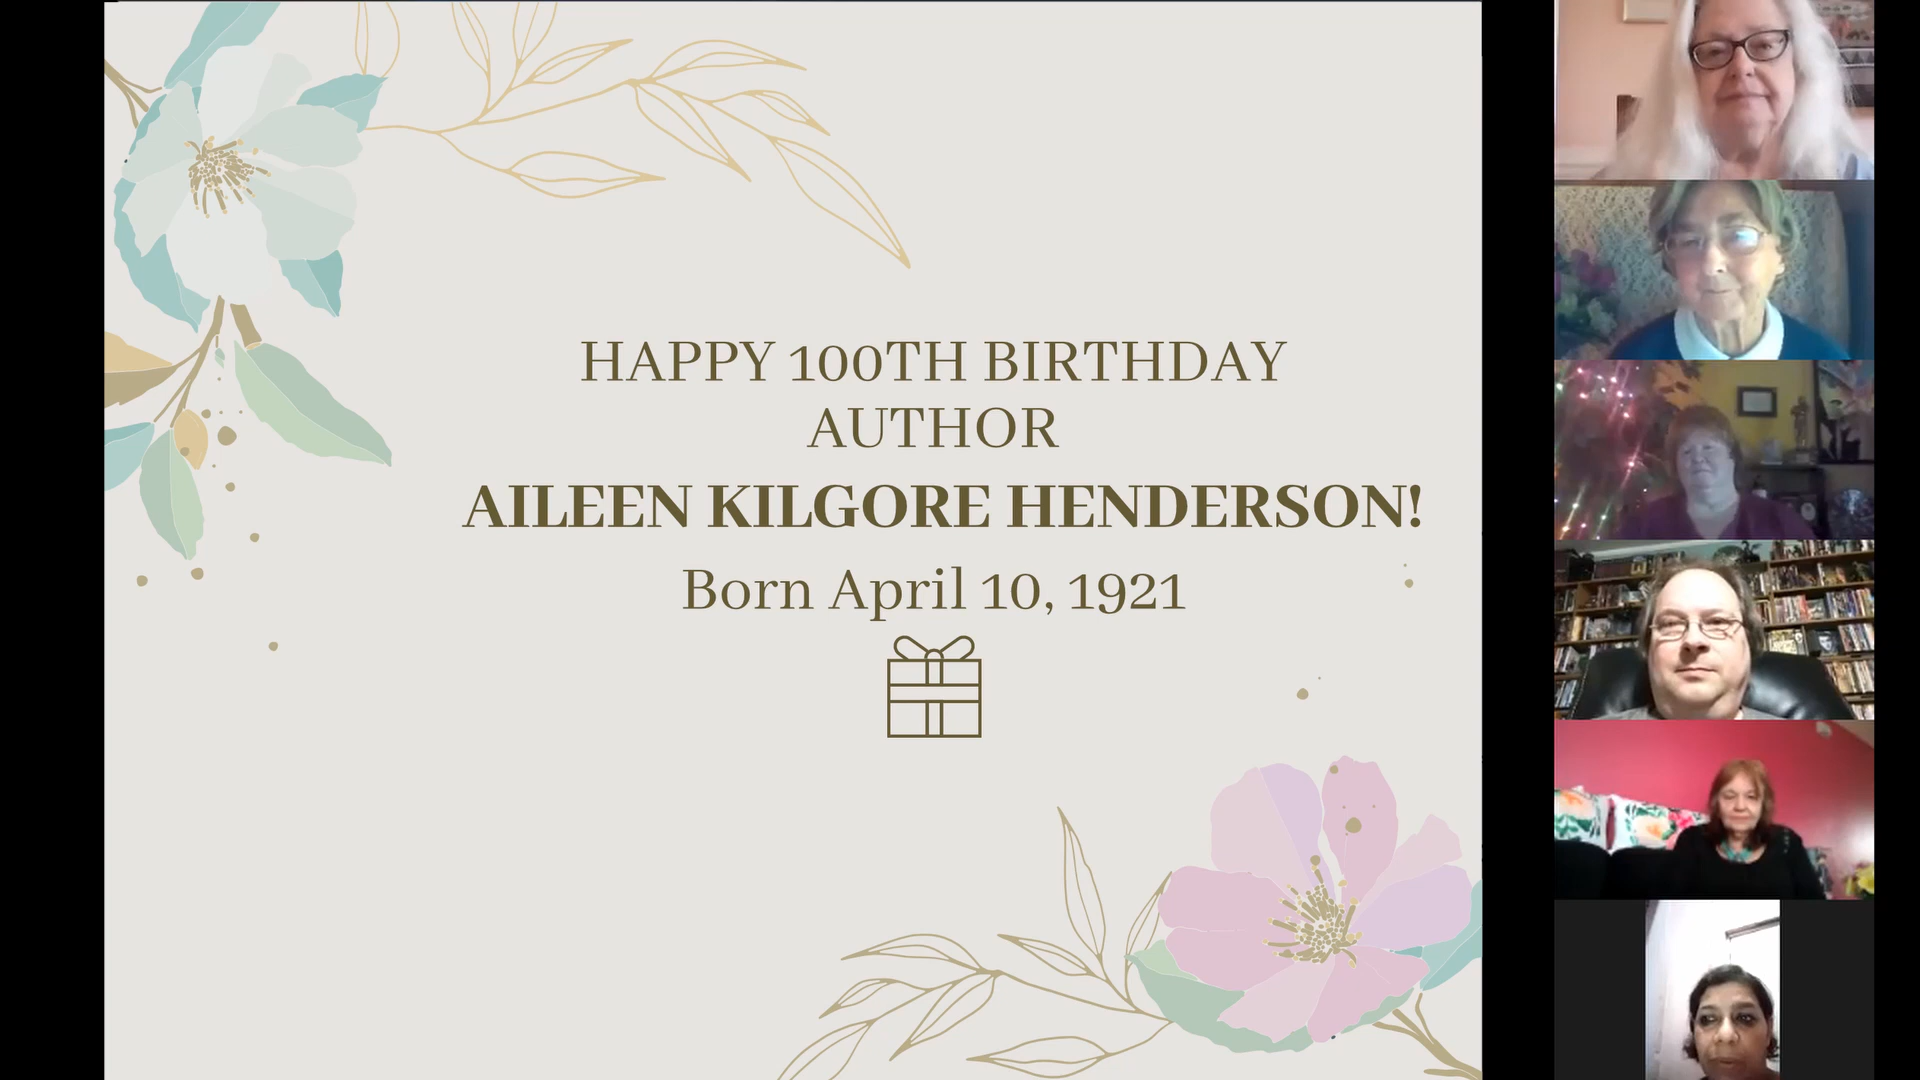 HAPPY 100TH BIRTHDAY
AUTHOR
AILEEN KILGORE HENDERSON!
Born April 10, 1921